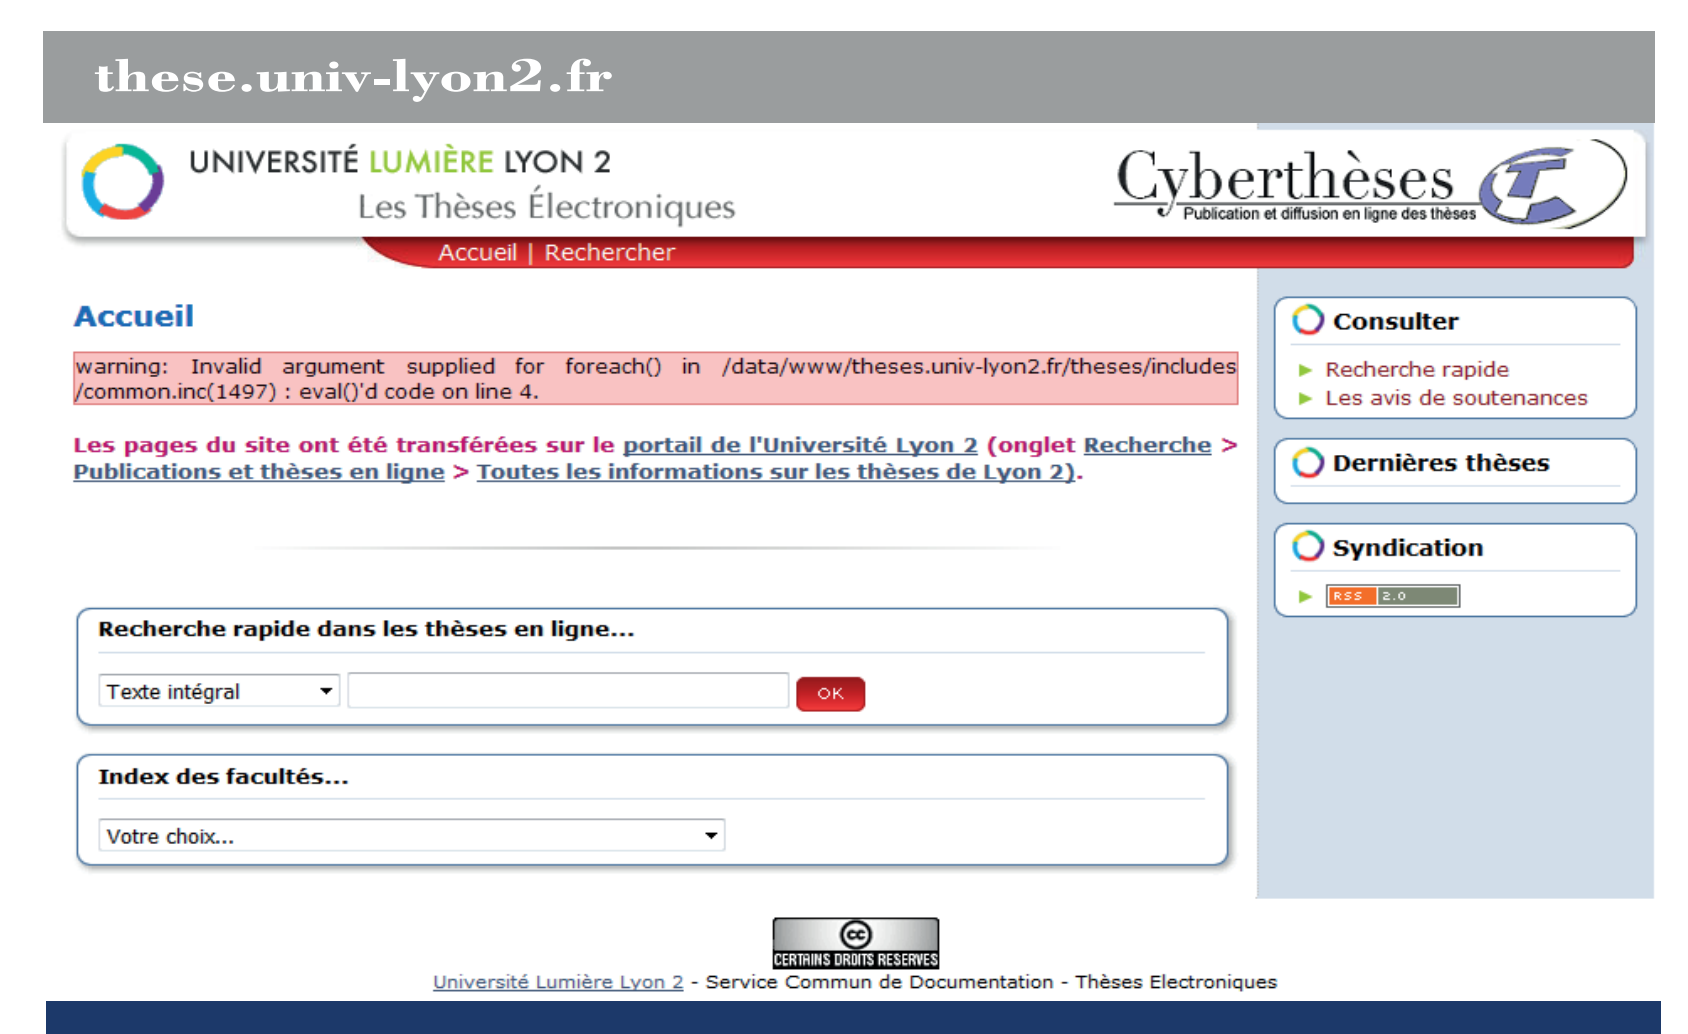 these.univ-lyon2.fr
UNIVERSITÉ LUMIÈRE LYON 2
Les Thèses Électroniques
Cyberthèses
Publication et diffusion en ligne des thèses
Accueil | Rechercher
Accueil
warning: Invalid argument supplied for foreach() in /data/www/theses.univ-lyon2.fr/theses/includes
/common.inc(1497) : eval()'d code on line 4.
Les pages du site ont été transférées sur le portail de l'Université Lyon 2 (onglet Recherche >
Publications et thèses en ligne > Toutes les informations sur les thèses de Lyon 2).
Recherche rapide dans les thèses en ligne...
Texte intégral
OK
Index des facultés...
Votre choix...
Consulter
Recherche rapide
Les avis de soutenances
Dernières thèses
Syndication
RSS 2.0
cc
CERTAINS DROITS RESERVES
Université Lumière Lyon 2 - Service Commun de Documentation - Thèses Electroniques